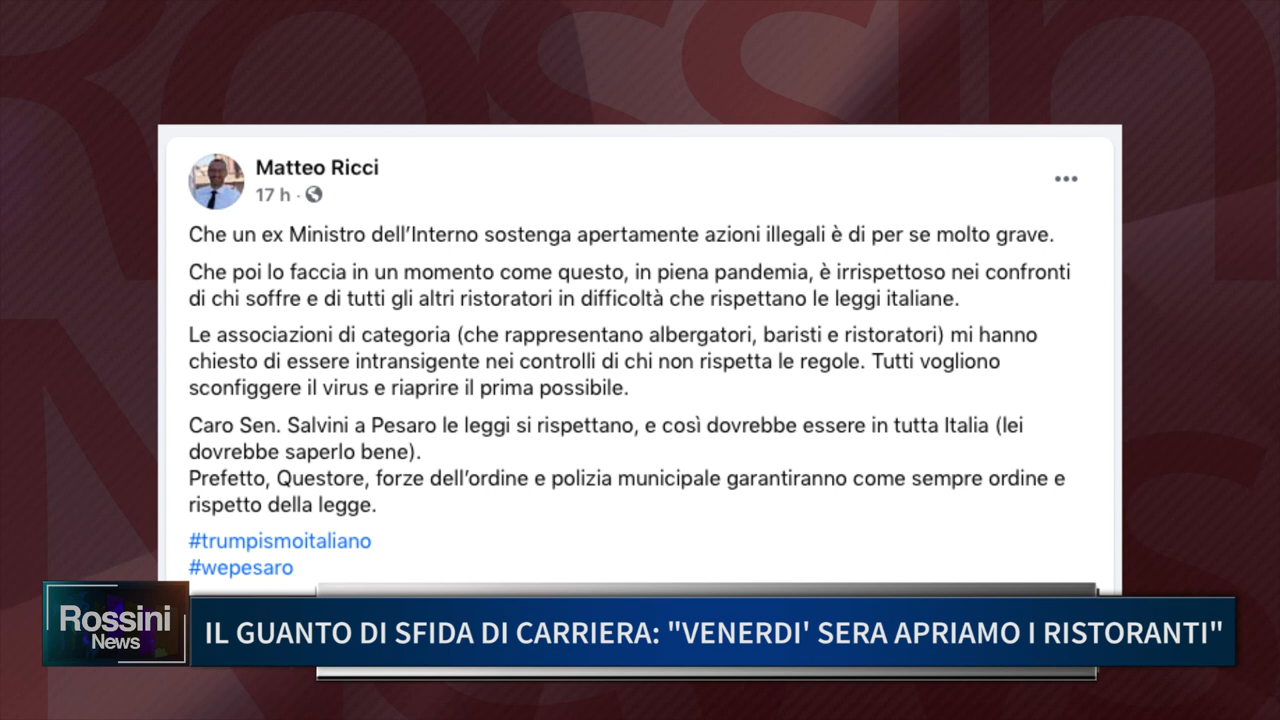 Matteo Ricci
17 h ·
Che un ex Ministro dell’Interno sostenga apertamente azioni illegali è di per se molto grave.
Che poi lo faccia in un momento come questo, in piena pandemia, è irrispettoso nei confronti
di chi soffre e di tutti gli altri ristoratori in difficoltà che rispettano le leggi italiane.
Le associazioni di categoria (che rappresentano albergatori, baristi e ristoratori) mi hanno
chiesto di essere intransigente nei controlli di chi non rispetta le regole. Tutti vogliono
sconfiggere il virus e riaprire il prima possibile.
Caro Sen. Salvini a Pesaro le leggi si rispettano, e così dovrebbe essere in tutta Italia (lei
dovrebbe saperlo bene).
Prefetto, Questore, forze dell’ordine e polizia municipale garantiranno come sempre ordine e
rispetto della legge.
#trumpismoitaliano
#wepesaro
Rossini
News
IL GUANTO DI SFIDA DI CARRIERA: "VENERDI' SERA APRIAMO I RISTORANTI"